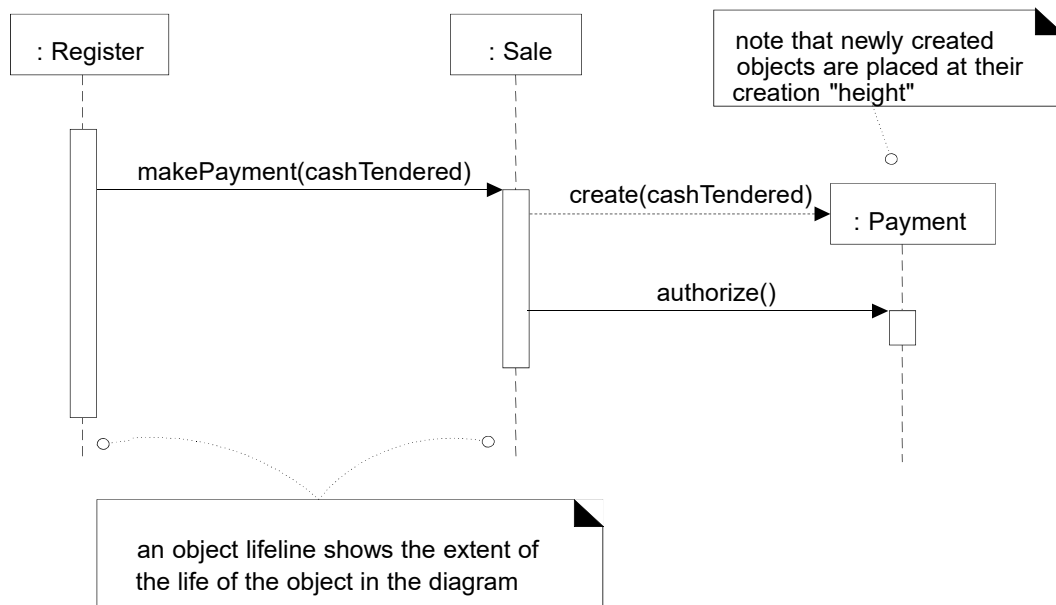 : Register
: Sale
note that newly created
objects are placed at their
creation "height"
makePayment(cashTendered)
create(cashTendered)
: Payment
authorize()
an object lifeline shows the extent of
the life of the object in the diagram